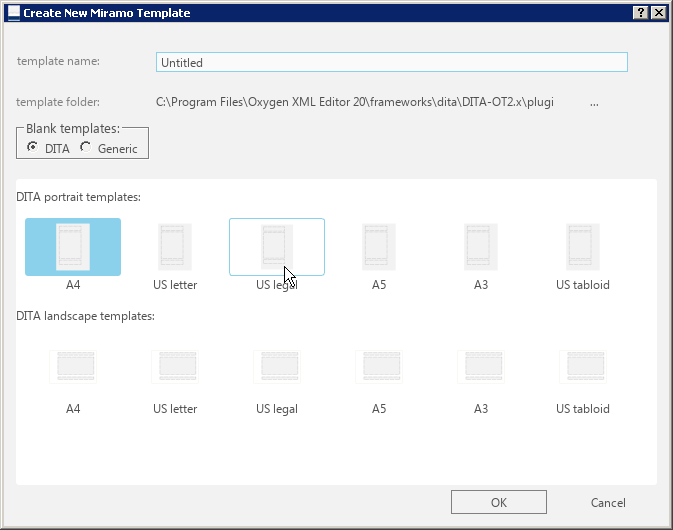 Create New Miramo Template
template name: Untitled
template folder: C:\Program Files\Oxygen XML Editor 20\frameworks\dita\DITA-OT2.x\plugi ...
Blank templates:
DITA Generic
DITA portrait templates:
A4 US letter US legal A5 A3 US tabloid
DITA landscape templates:
A4 US letter US legal A5 A3 US tabloid
OK Cancel